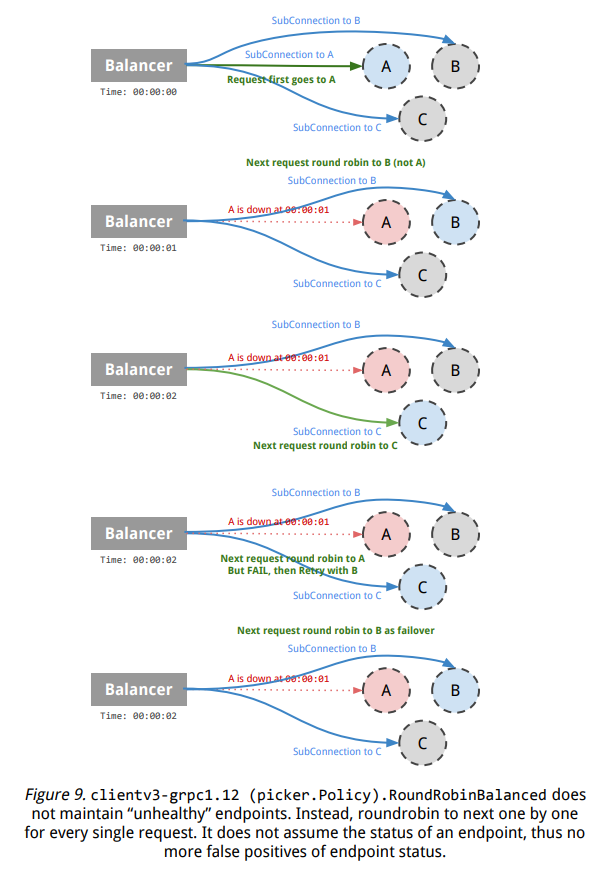 SubConnection to B
Balancer
SubConnection to A
A
B
Request first goes to A
Time: 00:00:00
SubConnection to C
C
Next request round robin to B (not A)
SubConnection to B
A is down at 00:00:01
Balancer
A
B
Time: 00:00:01
SubConnection to C
C
SubConnection to B
A is down at 00:00:01
Balancer
A
B
Time: 00:00:02
SubConnection to C
C
Next request round robin to C
SubConnection to B
A is down at 00:00:01
Balancer
A
B
Time: 00:00:02
Next request round robin to A
But FAIL, then Retry with B
SubConnection to C
C
Next request round robin to B as failover
SubConnection to B
A is down at 00:00:01
Balancer
A
B
Time: 00:00:02
SubConnection to C
C
Figure 9. clientv3-grpc1.12 (picker.Policy).RoundRobinBalanced does
not maintain “unhealthy” endpoints. Instead, roundrobin to next one by one
for every single request. It does not assume the status of an endpoint, thus no
more false positives of endpoint status.